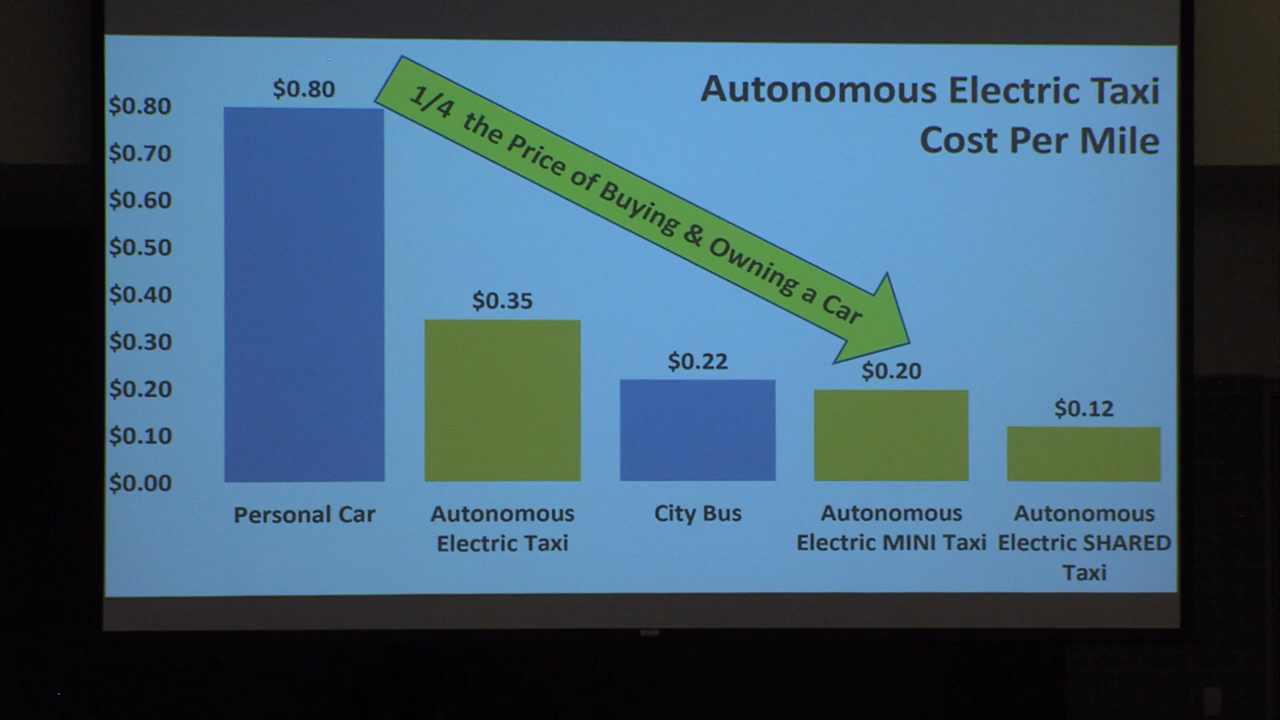 Autonomous Electric Taxi
Cost Per Mile
1/4 the Price of Buying & Owning a Car
$0.80
$0.70
$0.60
$0.50
$0.40
$0.30
$0.20
$0.10
$0.00
$0.80
$0.35
$0.22
$0.20
$0.12
Personal Car
Autonomous
Electric Taxi
City Bus
Autonomous
Electric MINI Taxi
Autonomous
Electric SHARED
Taxi